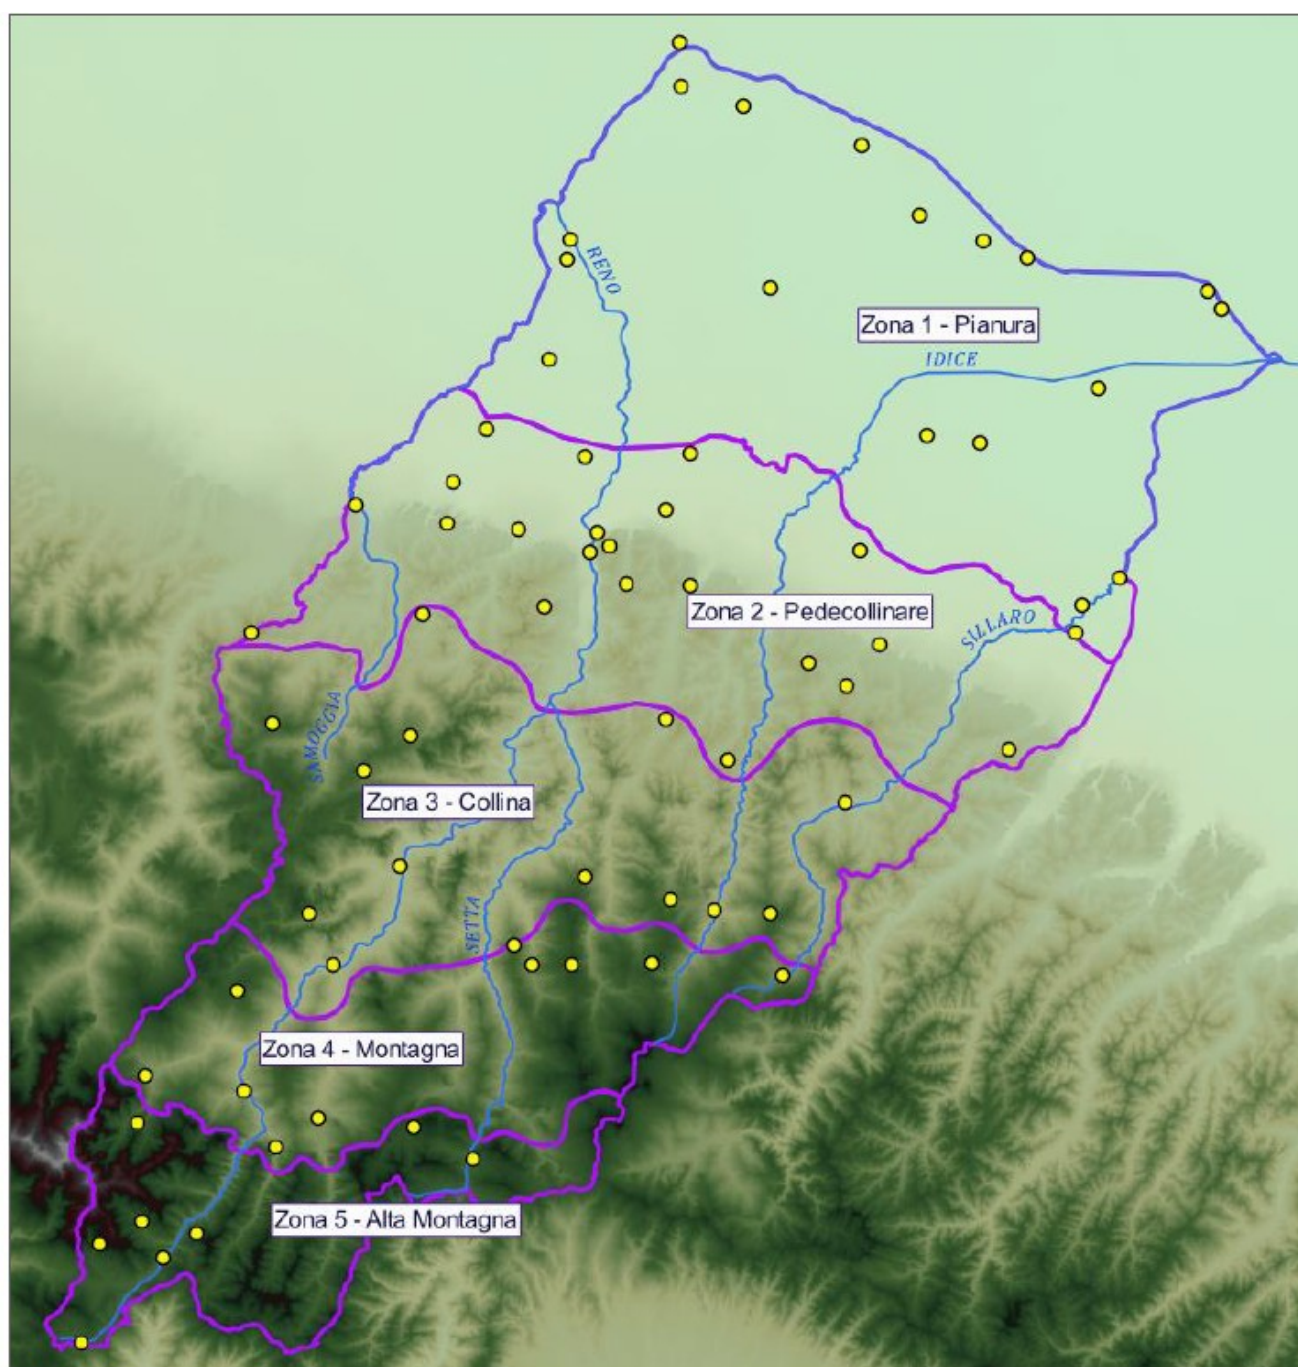 RENO
Zona 1 - Pianura
IDICE
Zona 2 - Pedecollinare
SILLARO
SAMOGGIA
Zona 3 - Collina
SETTA
Zona 4 - Montagna
Zona 5 - Alta Montagna